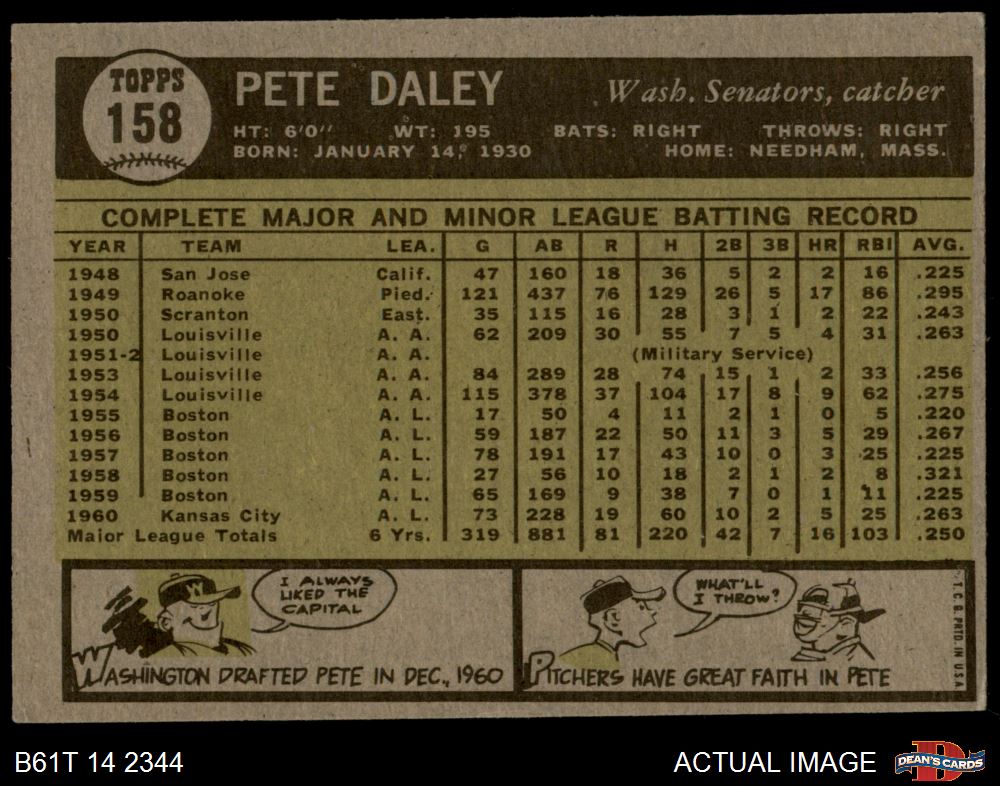 TOPPS
158
PETE DALEY
Wash. Senators, catcher
HT: 6'0" WT: 195 BATS: RIGHT THROWS: RIGHT
BORN: JANUARY 14, 1930 HOME: NEEDHAM, MASS.
COMPLETE MAJOR AND MINOR LEAGUE BATTING RECORD
YEAR TEAM LEA. G AB R H 2B 3B HR RBI AVG.
1948 San Jose Calif. 47 160 18 36 5 2 2 16 .225
1949 Roanoke Pied. 121 437 76 129 26 5 17 86 .295
1950 Scranton East. 35 115 16 28 3 1 2 22 .243
1950 Louisville A. A. 62 209 30 55 7 5 4 31 .263
1951-2 Louisville A. A. (Military Service)
1953 Louisville A. A. 84 289 28 74 15 1 2 33 .256
1954 Louisville A. A. 115 378 37 104 17 8 9 62 .275
1955 Boston A. L. 17 50 4 11 2 1 0 5 .220
1956 Boston A. L. 59 187 22 50 11 3 5 29 .267
1957 Boston A. L. 78 191 17 43 10 0 3 25 .225
1958 Boston A. L. 27 56 10 18 2 1 2 8 .321
1959 Boston A. L. 65 169 9 38 7 0 1 11 .225
1960 Kansas City A. L. 73 228 19 60 10 2 5 25 .263
Major League Totals 6 Yrs. 319 881 81 220 42 7 16 103 .250
W
I ALWAYS
LIKED THE
CAPITAL
WASHINGTON DRAFTED PETE IN DEC., 1960
WHAT'LL
I THROW?
PITCHERS HAVE GREAT FAITH IN PETE
T.C.G. PRTD. IN U.S.A.
B61T 14 2344
ACTUAL IMAGE
D
DEAN'S CARDS